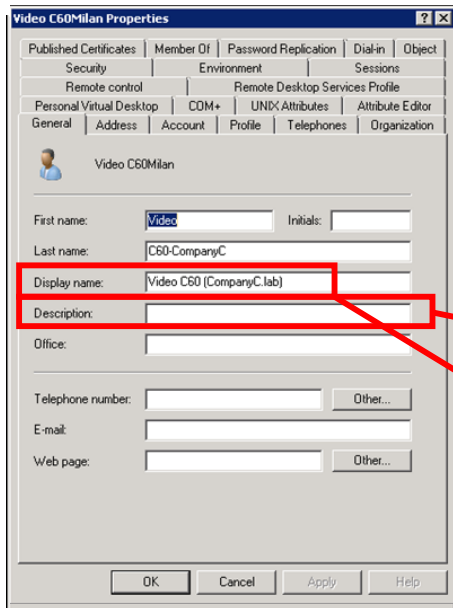 Video C60Milan Properties
Published Certificates Member Of Password Replication Dial-in Object
Security Environment Sessions
Remote control Remote Desktop Services Profile
Personal Virtual Desktop COM+ UNIX Attributes Attribute Editor
General Address Account Profile Telephones Organization
Video C60Milan
First name: Video Initials:
Last name: C60-CompanyC
Display name: Video C60 (CompanyC.lab)
Description:
Office:
Telephone number: Other...
E-mail:
Web page: Other...
OK Cancel Apply Help